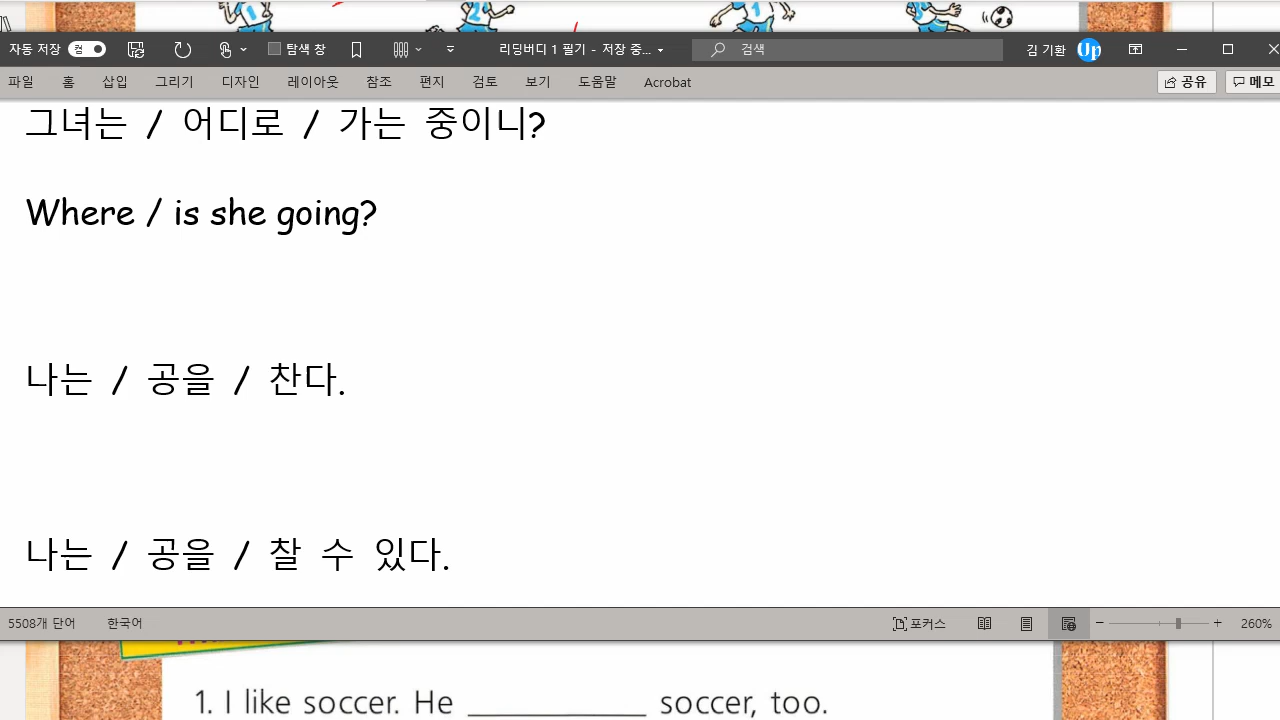 자동 저장 컴 탐색 창 리딩버디 1 필기 - 저장 중... 검색 김 기환 Up
파일 홈 삽입 그리기 디자인 레이아웃 참조 편지 검토 보기 도움말 Acrobat 공유 메모
그녀는 / 어디로 / 가는 중이니?
Where / is she going?
나는 / 공을 / 찬다.
나는 / 공을 / 찰 수 있다.
5508개 단어 한국어 포커스 260%
1. I like soccer. He __________ soccer, too.